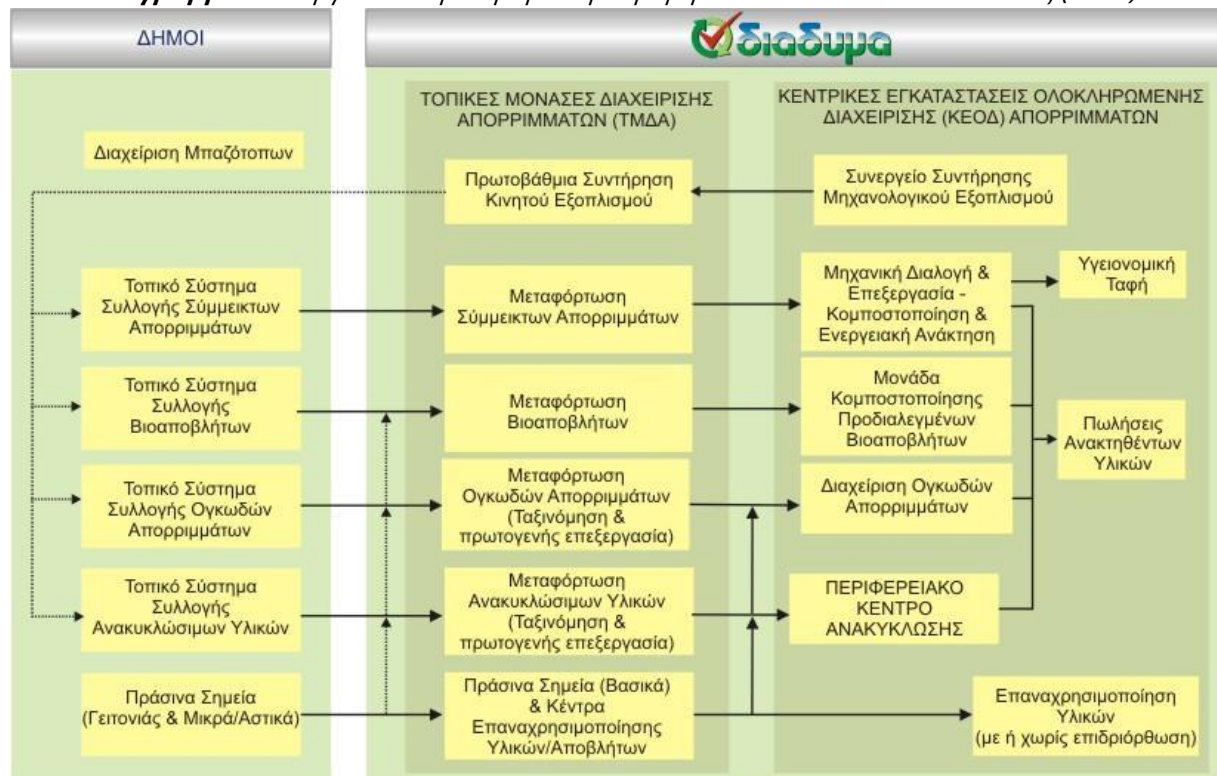 ΔΗΜΟΙ
διαδυμα
ΤΟΠΙΚΕΣ ΜΟΝΑΣΕΣ ΔΙΑΧΕΙΡΙΣΗΣ
ΑΠΟΡΡΙΜΜΑΤΩΝ (ΤΜΔΑ)
ΚΕΝΤΡΙΚΕΣ ΕΓΚΑΤΑΣΤΑΣΕΙΣ ΟΛΟΚΛΗΡΩΜΕΝΗΣ
ΔΙΑΧΕΙΡΙΣΗΣ (ΚΕΟΔ) ΑΠΟΡΡΙΜΜΑΤΩΝ
Διαχείριση Μπαζότοπων
Πρωτοβάθμια Συντήρηση
Κινητού Εξοπλισμού
Συνεργείο Συντήρησης
Μηχανολογικού Εξοπλισμού
Τοπικό Σύστημα
Συλλογής Σύμμεικτων
Απορριμμάτων
Μεταφόρτωση
Σύμμεικτων Απορριμμάτων
Μηχανική Διαλογή &
Επεξεργασία -
Κομποστοποίηση &
Ενεργειακή Ανάκτηση
Υγειονομική
Ταφή
Τοπικό Σύστημα
Συλλογής
Βιοαποβλήτων
Μεταφόρτωση
Βιοαποβλήτων
Μονάδα
Κομποστοποίησης
Προδιαλεγμένων
Βιοαποβλήτων
Πωλήσεις
Ανακτηθέντων
Υλικών
Τοπικό Σύστημα
Συλλογής Ογκωδών
Απορριμμάτων
Μεταφόρτωση
Ογκωδών Απορριμμάτων
(Ταξινόμηση &
πρωτογενής επεξεργασία)
Διαχείριση Ογκωδών
Απορριμμάτων
Τοπικό Σύστημα
Συλλογής
Ανακυκλώσιμων Υλικών
Μεταφόρτωση
Ανακυκλώσιμων Υλικών
(Ταξινόμηση &
πρωτογενής επεξεργασία)
ΠΕΡΙΦΕΡΕΙΑΚΟ
ΚΕΝΤΡΟ
ΑΝΑΚΥΚΛΩΣΗΣ
Πράσινα Σημεία
(Γειτονιάς & Μικρά/Αστικά)
Πράσινα Σημεία (Βασικά)
& Κέντρα
Επαναχρησιμοποίησης
Υλικών/Αποβλήτων
Επαναχρησιμοποίηση
Υλικών
(με ή χωρίς επιδριόρθωση)